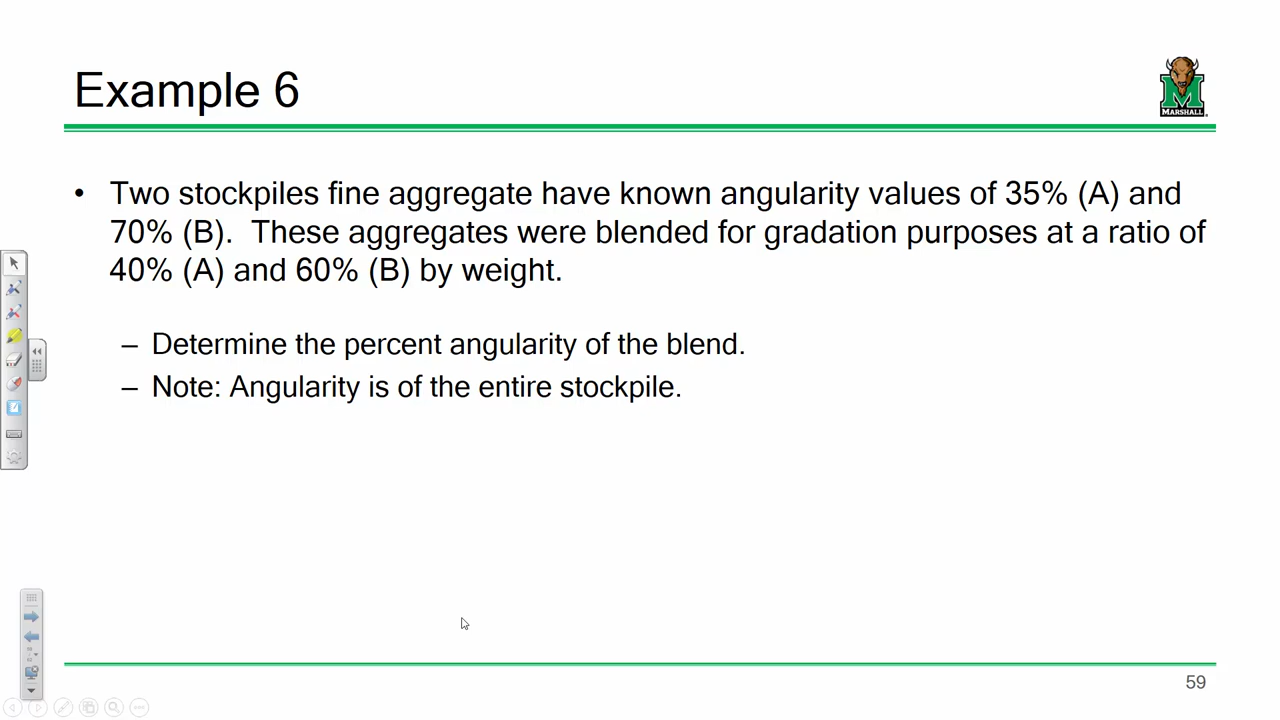 Example 6
MARSHALL
• Two stockpiles fine aggregate have known angularity values of 35% (A) and
70% (B).  These aggregates were blended for gradation purposes at a ratio of
40% (A) and 60% (B) by weight.
– Determine the percent angularity of the blend.
– Note: Angularity is of the entire stockpile.
59